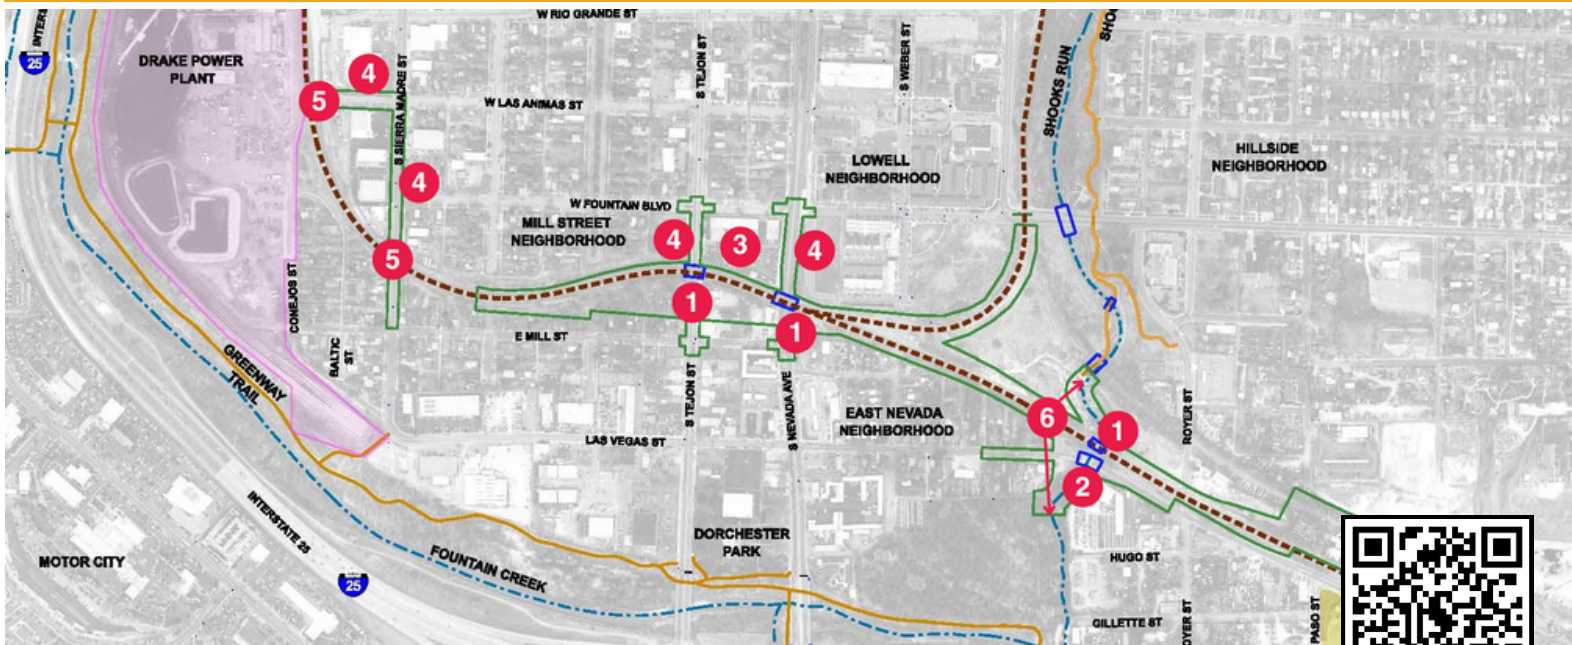 W RIO GRANDE ST
INTERS
25
DRAKE POWER
PLANT
4
S SIERRA MADRE ST
S TEJON ST
S WEBER ST
SHOOKS RUN
SHOO
5
W LAS ANIMAS ST
LOWELL
NEIGHBORHOOD
HILLSIDE
NEIGHBORHOOD
4
W FOUNTAIN BLVD
MILL STREET
NEIGHBORHOOD
4
3
4
5
CONEJOS ST
1
1
E MILL ST
BALTIC
ST
GREENWAY
TRAIL
S TEJON ST
S NEVADA AVE
EAST NEVADA
NEIGHBORHOOD
6
1
ROYER ST
LAS VEGAS ST
2
INTERSTATE 25
DORCHESTER
PARK
MOTOR CITY
FOUNTAIN CREEK
25
HUGO ST
GILLETTE ST
OYER ST
PASO ST